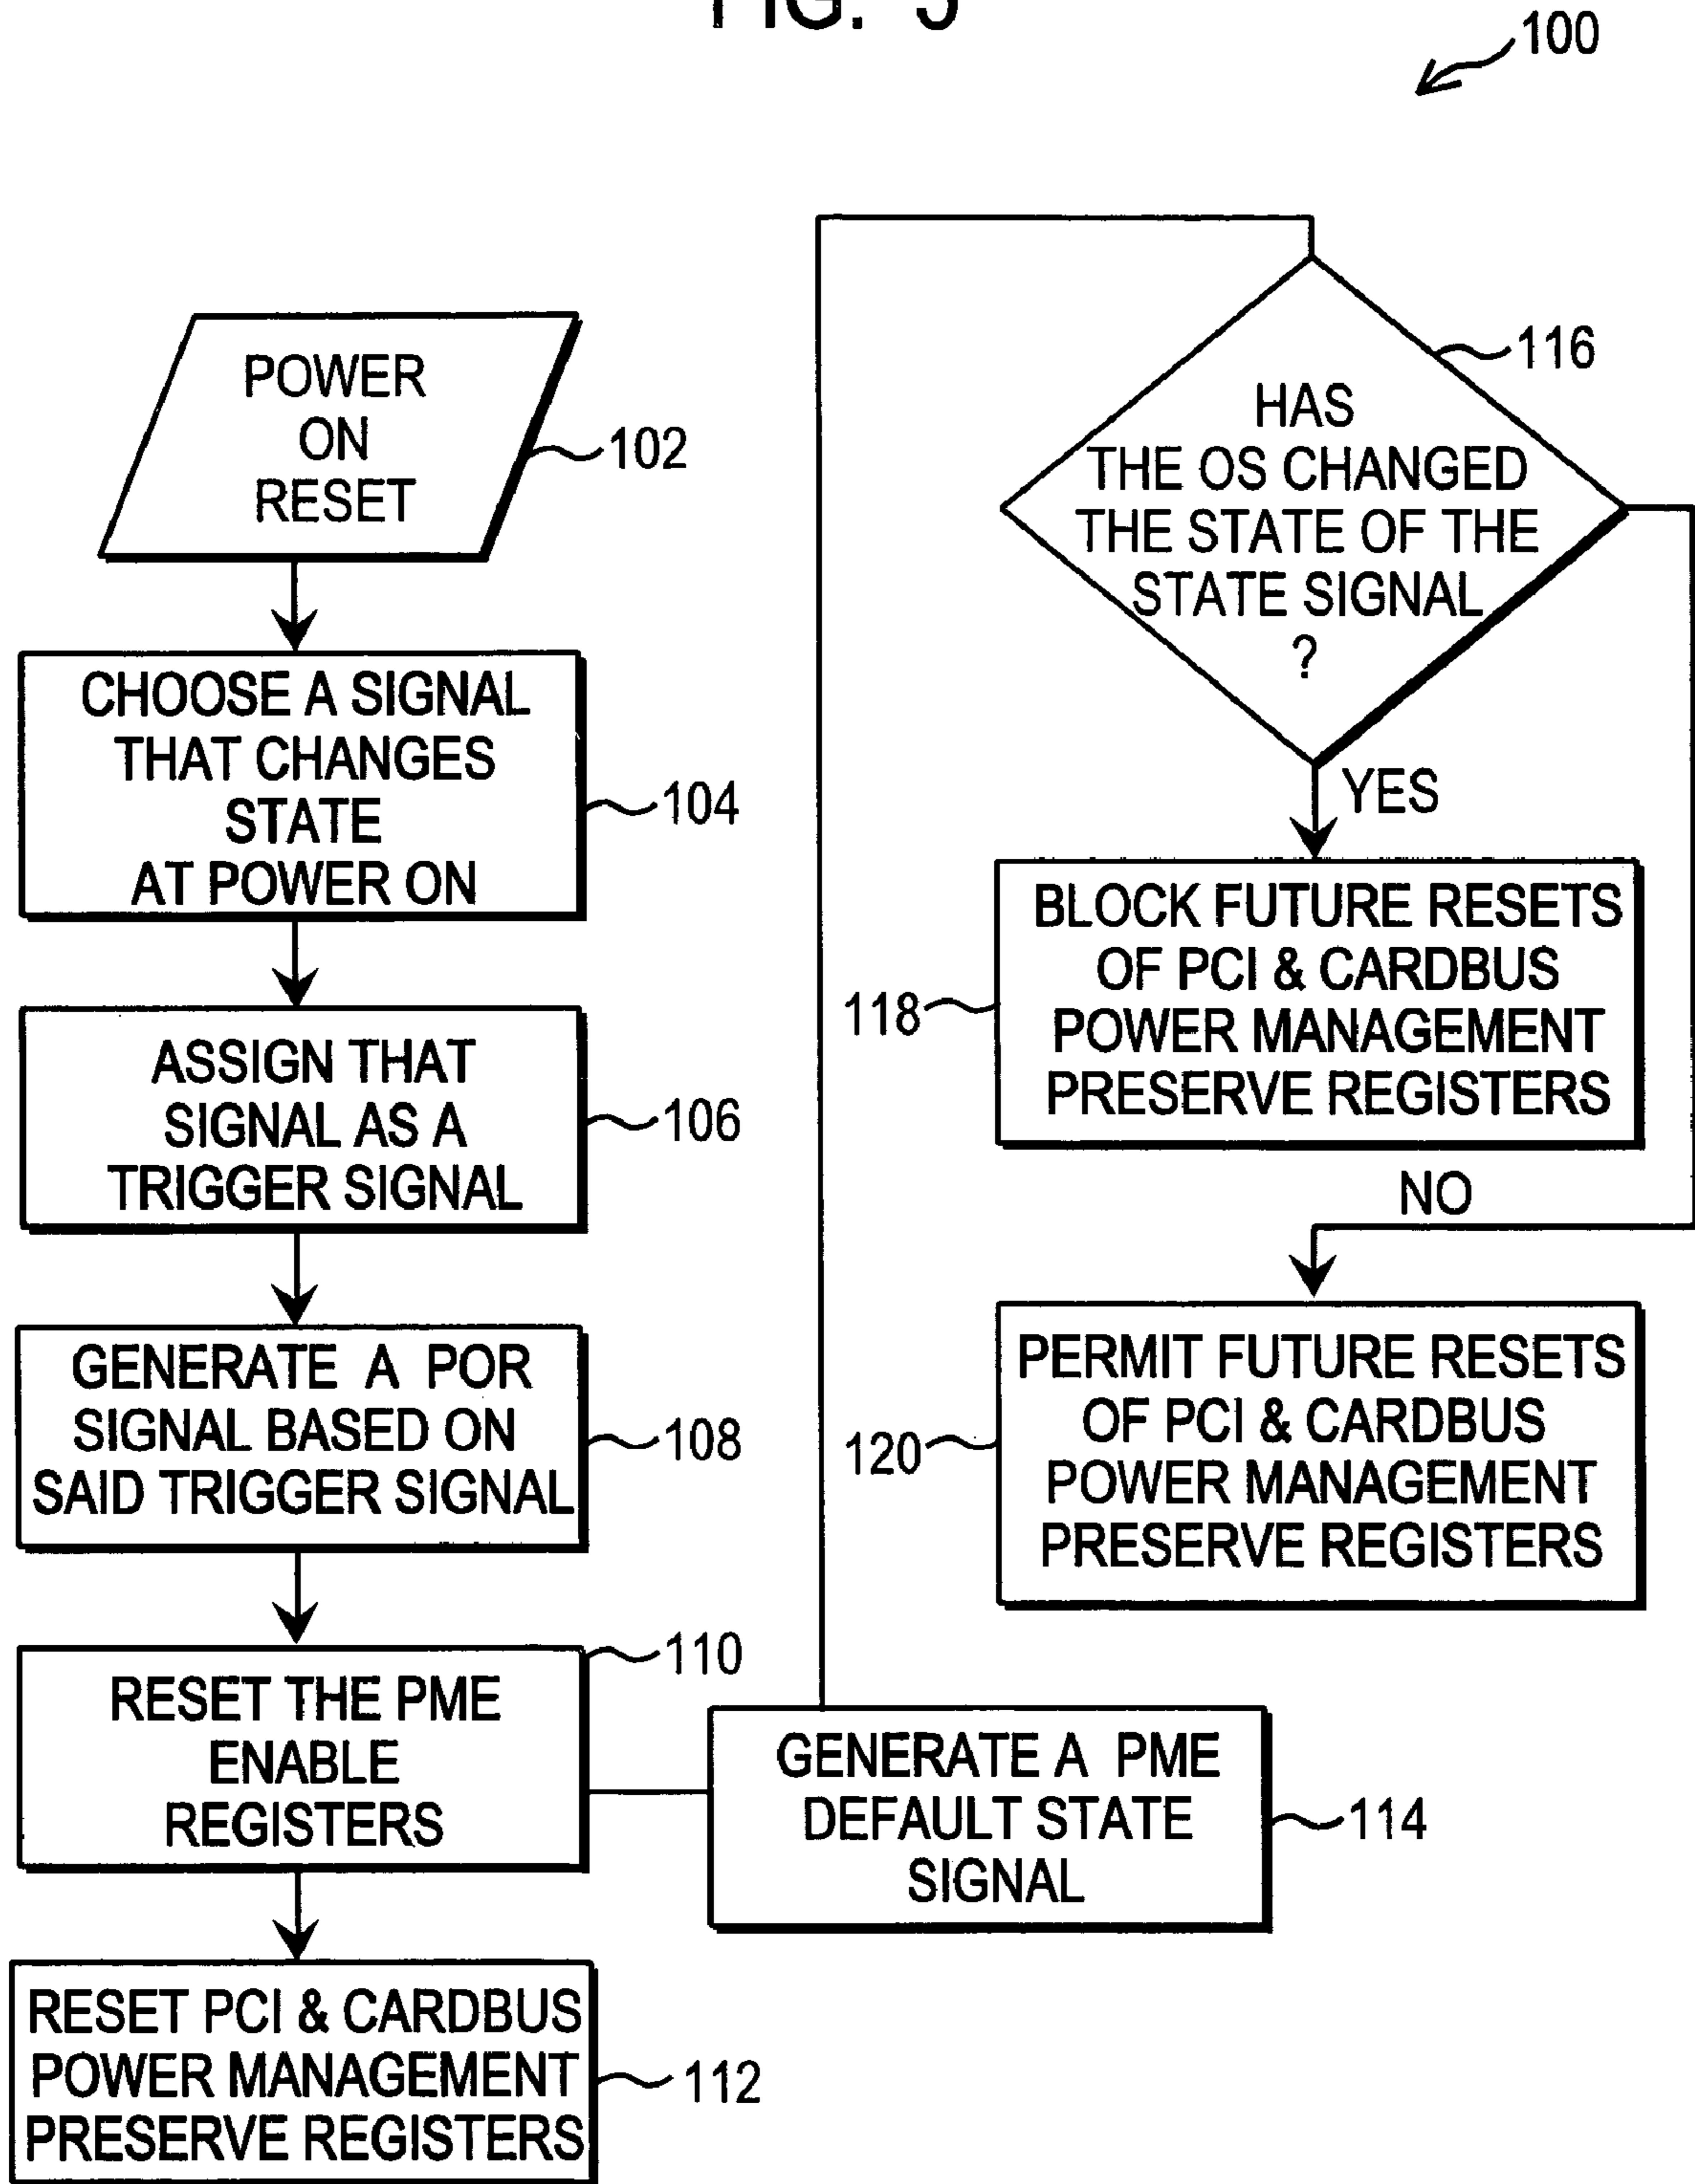 FIG.
100
POWER
ON
RESET
102
CHOOSE A SIGNAL
THAT CHANGES
STATE
AT POWER ON
104
ASSIGN THAT
SIGNAL AS A
TRIGGER SIGNAL
106
GENERATE A POR
SIGNAL BASED ON
SAID TRIGGER SIGNAL
108
RESET THE PME
ENABLE
REGISTERS
110
RESET PCI & CARDBUS
POWER MANAGEMENT
PRESERVE REGISTERS
112
GENERATE A PME
DEFAULT STATE
SIGNAL
114
HAS
THE OS CHANGED
THE STATE OF THE
STATE SIGNAL
?
116
YES
BLOCK FUTURE RESETS
OF PCI & CARDBUS
POWER MANAGEMENT
PRESERVE REGISTERS
118
NO
PERMIT FUTURE RESETS
OF PCI & CARDBUS
POWER MANAGEMENT
PRESERVE REGISTERS
120